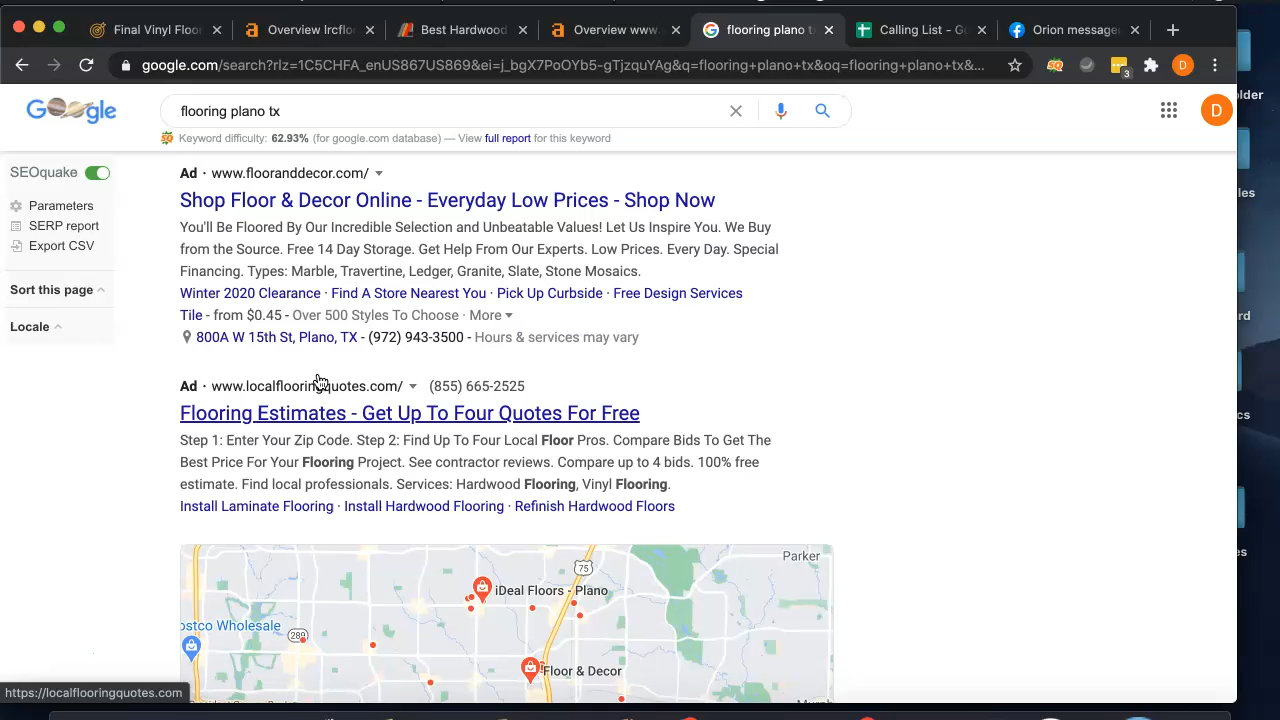 Final Vinyl Floor
Overview lrcflo
Best Hardwood
Overview www.
flooring plano t
Calling List - G
Orion message
google.com/search?rlz=1C5CHFA_enUS867US869&ei=j_bgX7PoOYb5-gTjzquYAg&q=flooring+plano+tx&oq=flooring+plano+tx&...
3
D
Google
flooring plano tx
D
Keyword difficulty: 62.93% (for google.com database) — View full report for this keyword
SEOquake
Parameters
SERP report
Export CSV
Sort this page
Locale
Ad · www.flooranddecor.com/
Shop Floor & Decor Online - Everyday Low Prices - Shop Now
You'll Be Floored By Our Incredible Selection and Unbeatable Values! Let Us Inspire You. We Buy
from the Source. Free 14 Day Storage. Get Help From Our Experts. Low Prices. Every Day. Special
Financing. Types: Marble, Travertine, Ledger, Granite, Slate, Stone Mosaics.
Winter 2020 Clearance · Find A Store Nearest You · Pick Up Curbside · Free Design Services
Tile - from $0.45 - Over 500 Styles To Choose · More
800A W 15th St, Plano, TX - (972) 943-3500 - Hours & services may vary
Ad · www.localflooringquotes.com/ (855) 665-2525
Flooring Estimates - Get Up To Four Quotes For Free
Step 1: Enter Your Zip Code. Step 2: Find Up To Four Local Floor Pros. Compare Bids To Get The
Best Price For Your Flooring Project. See contractor reviews. Compare up to 4 bids. 100% free
estimate. Find local professionals. Services: Hardwood Flooring, Vinyl Flooring.
Install Laminate Flooring · Install Hardwood Flooring · Refinish Hardwood Floors
Parker
75
iDeal Floors - Plano
ostco Wholesale
289
Floor & Decor
https://localflooringquotes.com
older
les
rd
cs
es